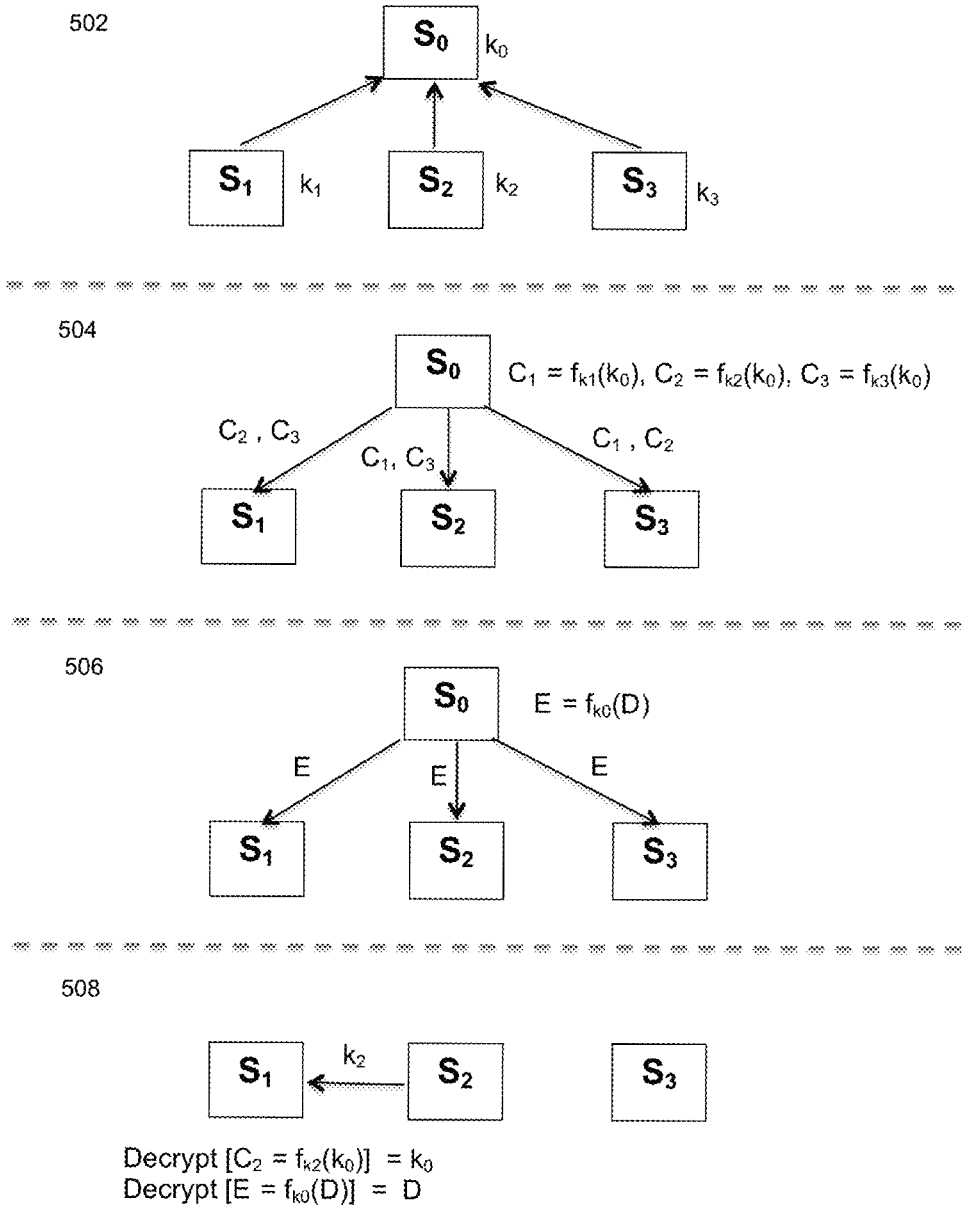 502
S₀ k₀
S₁ k₁ S₂ k₂ S₃ k₃
504
S₀
C₁ = fₖ₁(k₀), C₂ = fₖ₂(k₀), C₃ = fₖ₃(k₀)
C₂ , C₃
C₁, C₃
C₁ , C₂
S₁ S₂ S₃
506
S₀
E = fₖ₀(D)
E E E
S₁ S₂ S₃
508
S₁ k₂ S₂ S₃
Decrypt [C₂ = fₖ₂(k₀)] = k₀
Decrypt [E = fₖ₀(D)] = D